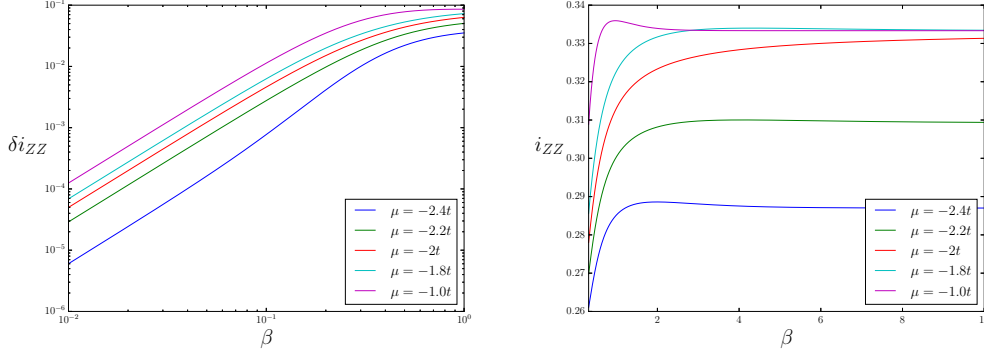 10⁻¹
10⁻²
10⁻³
10⁻⁴
10⁻⁵
10⁻⁶
δi_{ZZ}
10⁻²
10⁻¹
10⁰
β
μ = −2.4t
μ = −2.2t
μ = −2t
μ = −1.8t
μ = −1.0t
0.34
0.33
0.32
0.31
0.30
0.29
0.28
0.27
0.26
i_{ZZ}
2
4
6
8
10
β
μ = −2.4t
μ = −2.2t
μ = −2t
μ = −1.8t
μ = −1.0t